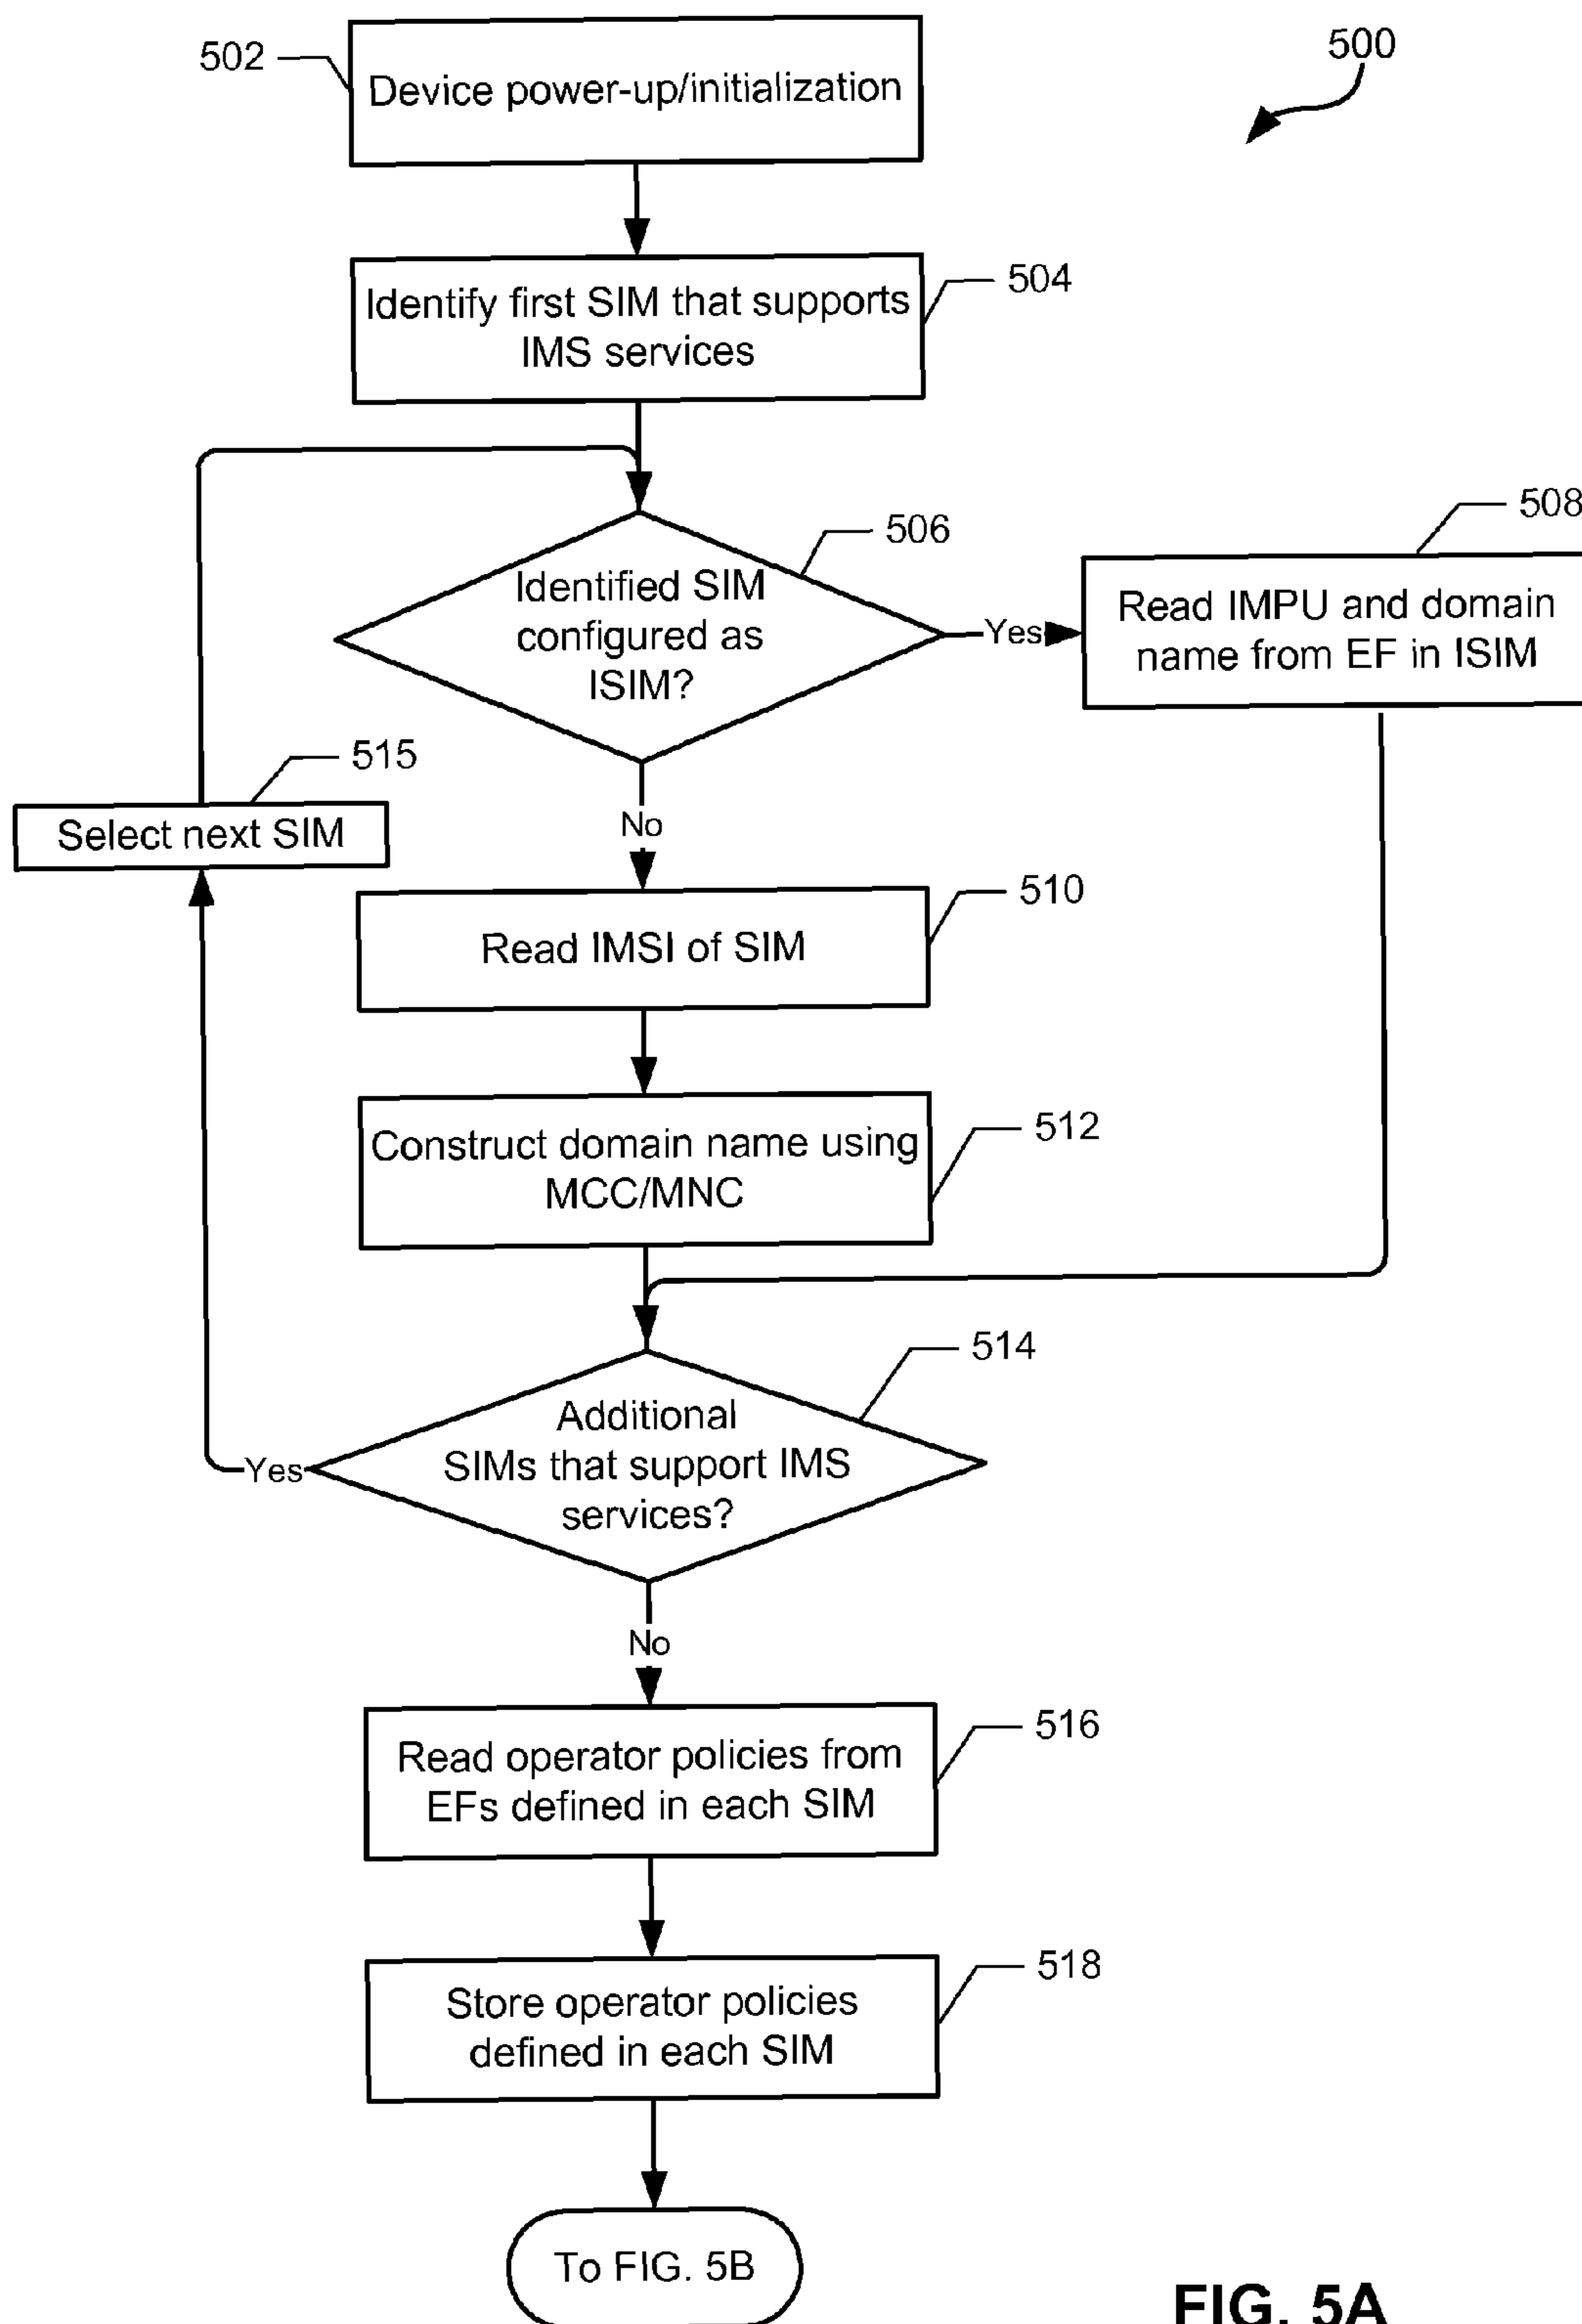 500
502
Device power-up/initialization
504
Identify first SIM that supports
IMS services
506
Identified SIM
configured as
ISIM?
Yes
508
Read IMPU and domain
name from EF in ISIM
515
Select next SIM
No
510
Read IMSI of SIM
512
Construct domain name using
MCC/MNC
514
Additional
SIMs that support IMS
services?
Yes
No
516
Read operator policies from
EFs defined in each SIM
518
Store operator policies
defined in each SIM
To FIG. 5B
FIG. 5A